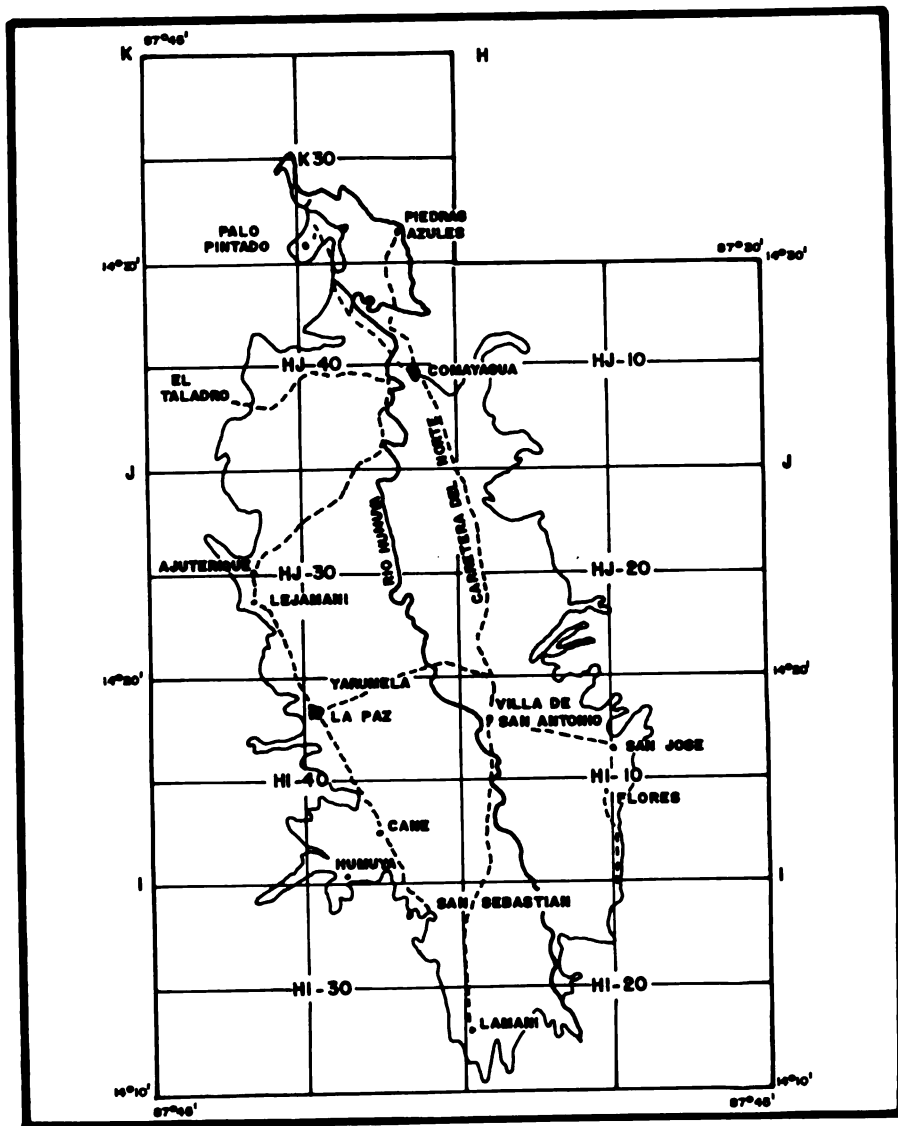 87°45'
K
H
K30
PIEDRAS
AZULES
PALO
PINTADO
87°30'
14°30'
14°30'
HJ-40
COMAYAGUA
HJ-10
EL
TALADRO
NORTE
J
J
RIO HUMUYA
CARRETERA DEL
AJUTERIQUE
HJ-30
HJ-20
LEJAMANI
14°20'
14°20'
YARUMELA
VILLA DE
LA PAZ
SAN ANTONIO
SAN JOSE
HI-40
HI-10
FLORES
CANE
HUMUYA
I
I
SAN SEBASTIAN
HI-30
HI-20
LAMANI
14°10'
14°10'
87°45'
87°45'